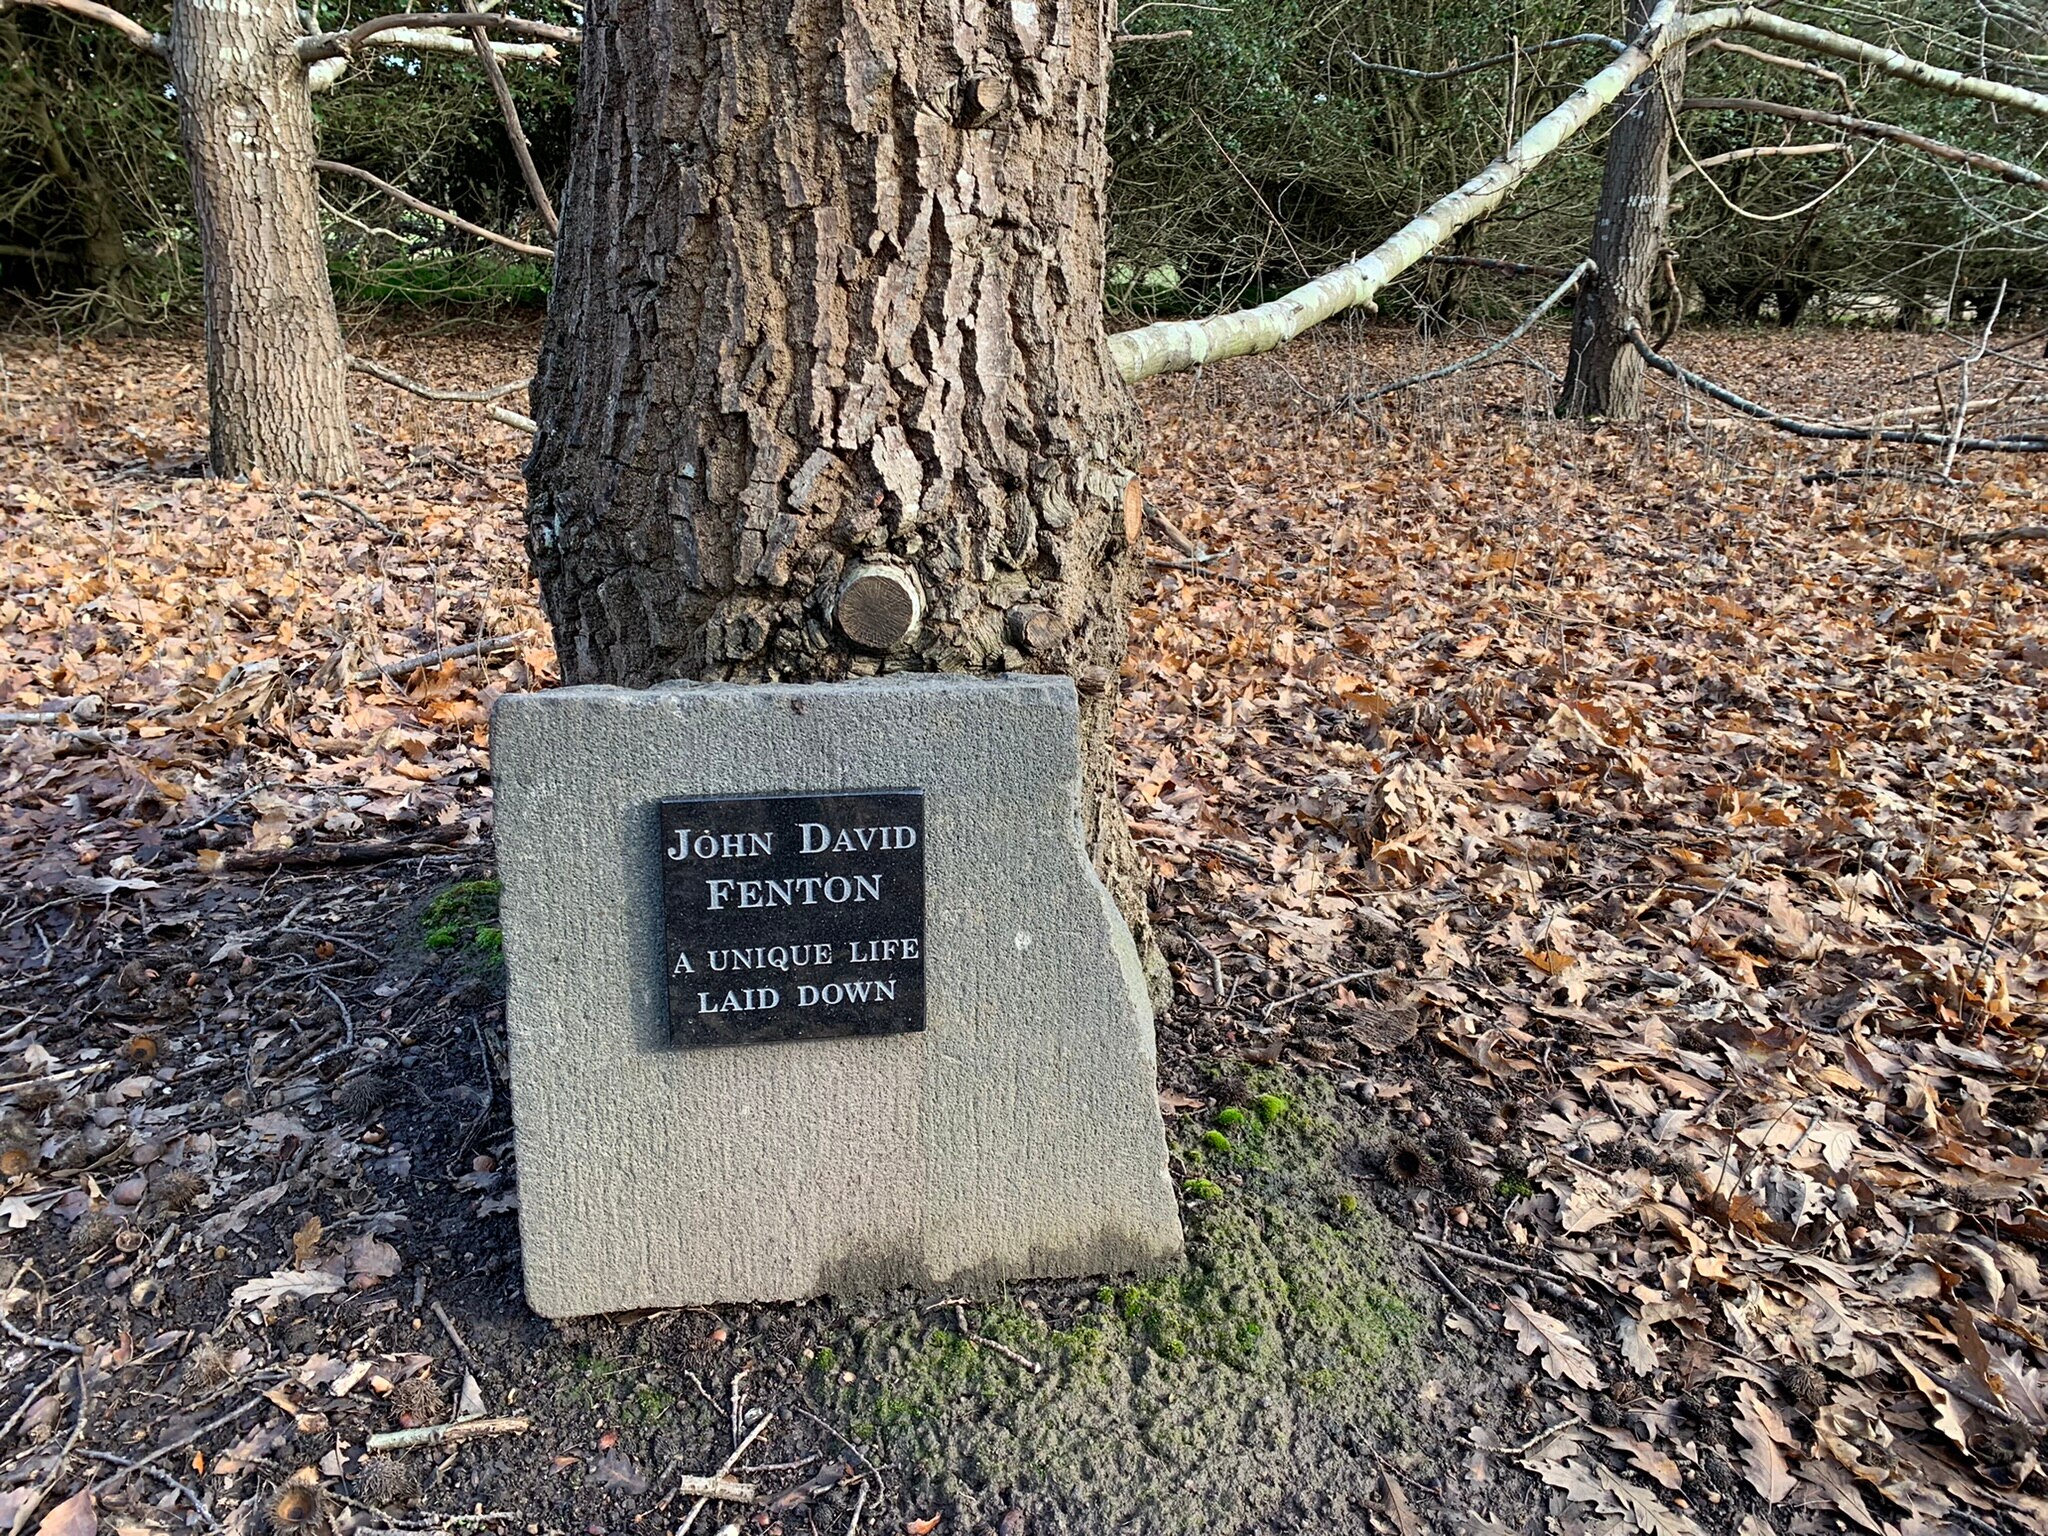 John David
Fenton
A UNIQUE LIFE
LAID DOWN